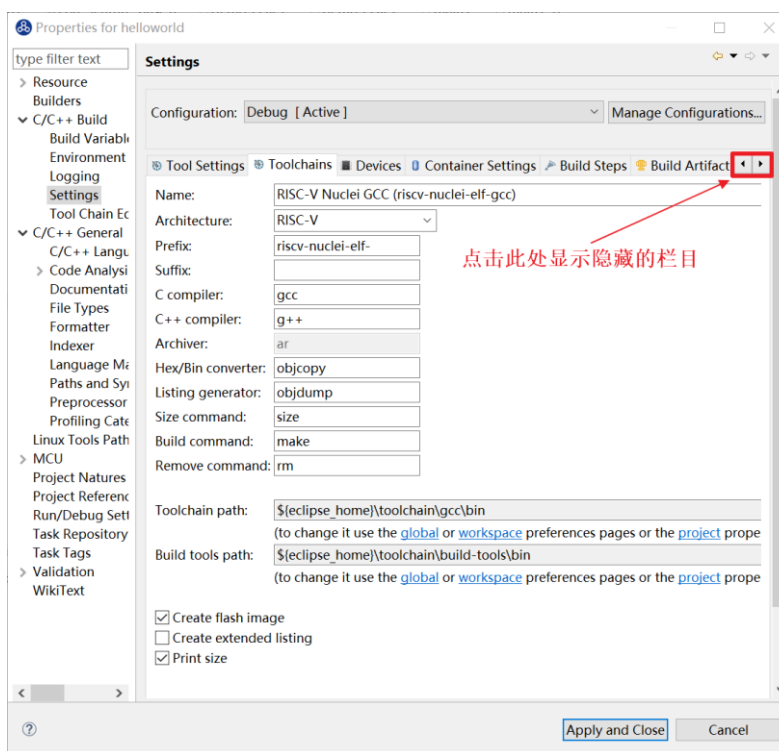 Properties for helloworld
type filter text
Settings
Resource
Builders
C/C++ Build
Build Variabl
Environment
Logging
Settings
Tool Chain Ec
C/C++ General
C/C++ Langu
Code Analysi
Documentati
File Types
Formatter
Indexer
Language Ma
Paths and Syı
Preprocessor
Profiling Cate
Linux Tools Path
MCU
Project Natures
Project Referenc
Run/Debug Sett
Task Repository
Task Tags
Validation
WikiText
Configuration: Debug [ Active ] Manage Configurations...
Tool Settings Toolchains Devices Container Settings Build Steps Build Artifact
Name: RISC-V Nuclei GCC (riscv-nuclei-elf-gcc)
Architecture: RISC-V
Prefix: riscv-nuclei-elf-
Suffix:
点击此处显示隐藏的栏目
C compiler: gcc
C++ compiler: g++
Archiver: ar
Hex/Bin converter: objcopy
Listing generator: objdump
Size command: size
Build command: make
Remove command: rm
Toolchain path: ${eclipse_home}\toolchain\gcc\bin
(to change it use the global or workspace preferences pages or the project prope
Build tools path: ${eclipse_home}\toolchain\build-tools\bin
(to change it use the global or workspace preferences pages or the project prope
Create flash image
Create extended listing
Print size
Apply and Close Cancel